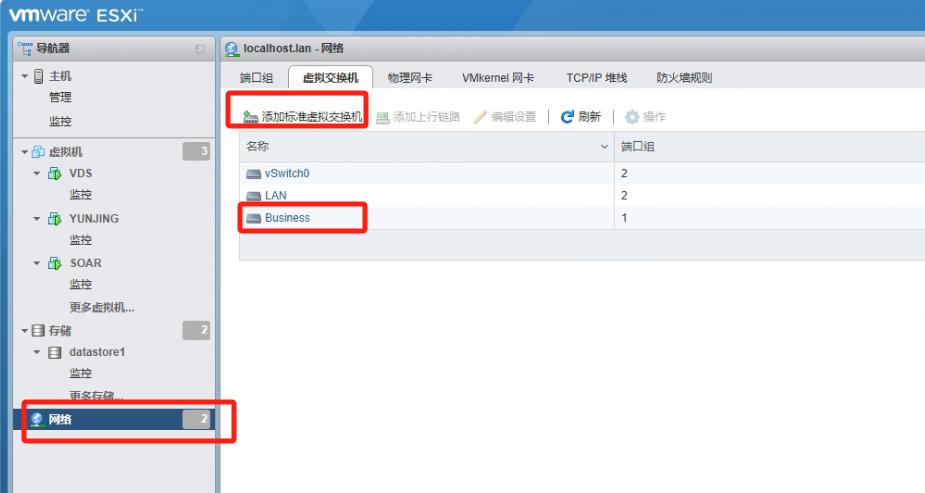 vmware ESXi™
导航器
localhost.lan - 网络
主机
管理
监控
虚拟机 3
VDS
监控
YUNJING
监控
SOAR
监控
更多虚拟机...
存储 2
datastore1
监控
更多存储...
网络 2
端口组 虚拟交换机 物理网卡 VMkernel 网卡 TCP/IP 堆栈 防火墙规则
添加标准虚拟交换机 添加上行链路 编辑设置 刷新 操作
名称 端口组
vSwitch0 2
LAN 2
Business 1